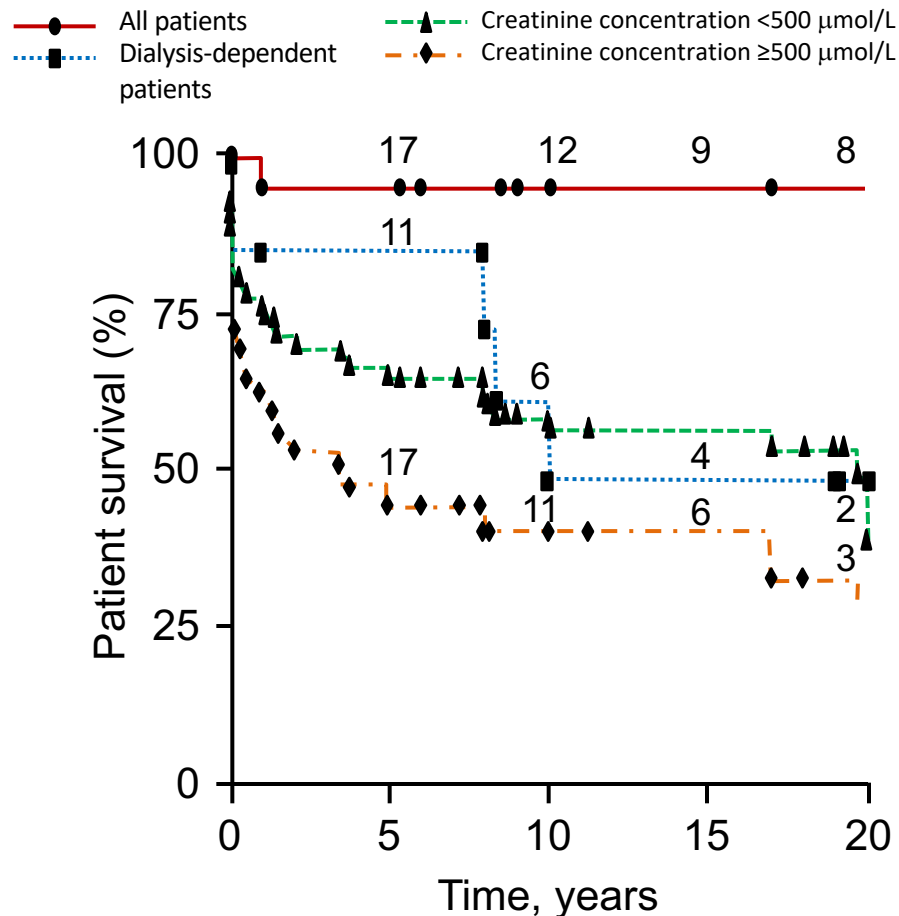 All patients
Dialysis-dependent
patients
Creatinine concentration <500 μmol/L
Creatinine concentration ≥500 μmol/L
Patient survival (%)
100
75
50
25
0
17 12 9 8
11
6
4
2
17
11
6
3
0 5 10 15 20
Time, years